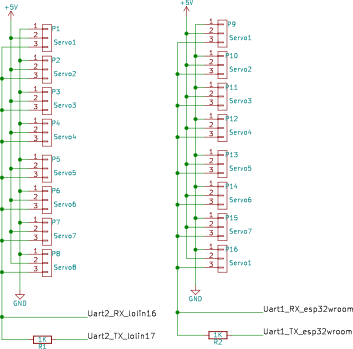 +5V
1 P1
2
3 Servo1
1 P2
2
3 Servo2
1 P3
2
3 Servo3
1 P4
2
3 Servo4
1 P5
2
3 Servo5
1 P6
2
3 Servo6
1 P7
2
3 Servo7
1 P8
2
3 Servo8
GND
Uart2_RX_lolin16
Uart2_TX_lolin17
1K
R1
+5V
1 P9
2
3 Servo1
1 P10
2
3 Servo2
1 P11
2
3 Servo3
1 P12
2
3 Servo4
1 P13
2
3 Servo5
1 P14
2
3 Servo6
1 P15
2
3 Servo7
1 P16
2
3 Servo1
GND
Uart1_RX_esp32wroom
Uart1_TX_esp32wroom
1K
R2